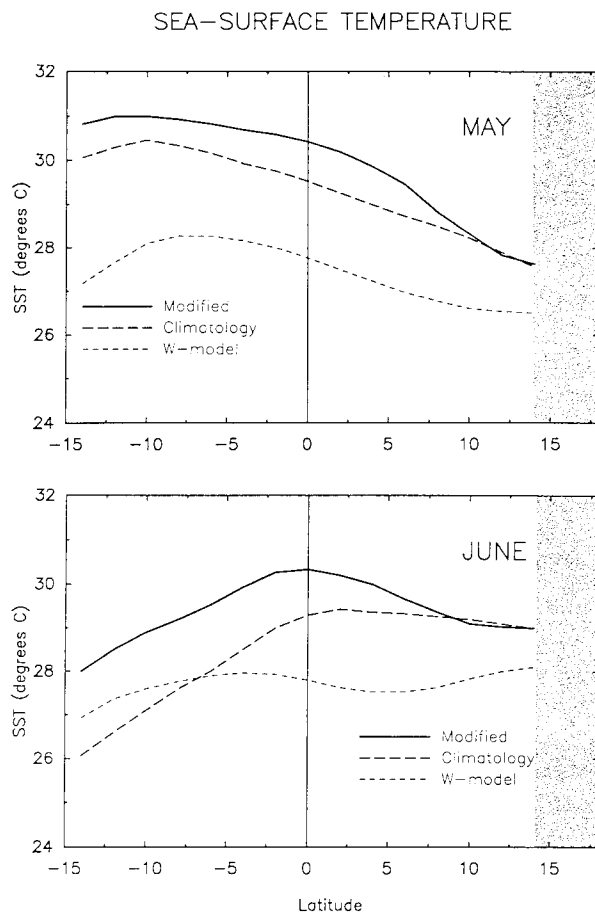 SEA-SURFACE TEMPERATURE
MAY
32
30
28
26
24
SST (degrees C)
Modified
Climatology
W-model
-15
-10
-5
0
5
10
15
JUNE
32
30
28
26
24
SST (degrees C)
Modified
Climatology
W-model
-15
-10
-5
0
5
10
15
Latitude